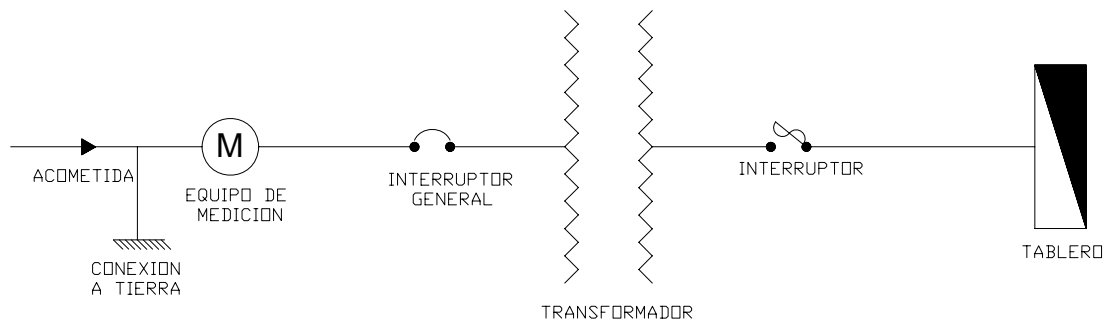 ACOMETIDA
CONEXION
A TIERRA
M
EQUIPO DE
MEDICION
INTERRUPTOR
GENERAL
TRANSFORMADOR
INTERRUPTOR
TABLERO